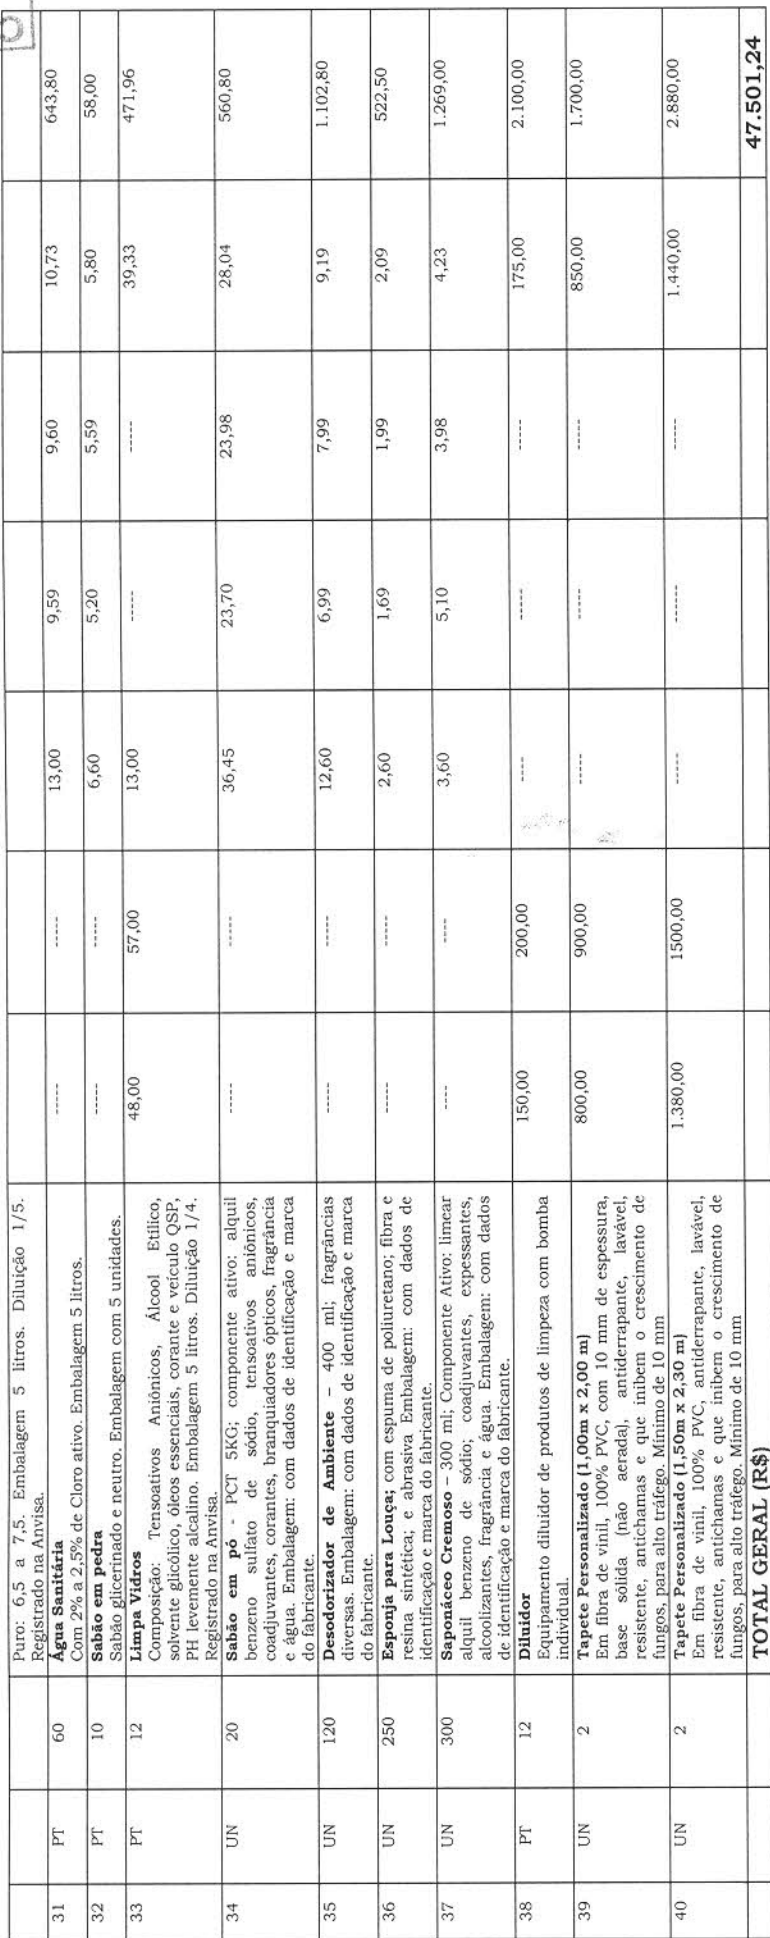 Puro: 6,5 a 7,5. Embalagem 5 litros. Diluição 1/5.
Registrado na Anvisa.
31 PT 60 Água Sanitária ----- ----- 13,00 9,59 9,60 10,73 643,80
Com 2% a 2,5% de Cloro ativo. Embalagem 5 litros.
32 PT 10 Sabão em pedra ----- ----- 6,60 5,20 5,59 5,80 58,00
Sabão glicerinado e neutro. Embalagem com 5 unidades.
33 PT 12 Limpa Vidros 48,00 57,00 13,00 ----- ----- 39,33 471,96
Composição: Tensoativos Aniônicos, Álcool Etílico,
solvente glicólico, óleos essenciais, corante e veículo QSP,
PH levemente alcalino. Embalagem 5 litros. Diluição 1/4.
Registrado na Anvisa.
34 UN 20 Sabão em pó - PCT 5KG; componente ativo: alquil ----- ----- 36,45 23,70 23,98 28,04 560,80
benzeno sulfato de sódio, tensoativos aniônicos,
coadjuvantes, corantes, branquiadores ópticos, fragrância
e água. Embalagem: com dados de identificação e marca
do fabricante.
35 UN 120 Desodorizador de Ambiente – 400 ml; fragrâncias ----- ----- 12,60 6,99 7,99 9,19 1.102,80
diversas. Embalagem: com dados de identificação e marca
do fabricante.
36 UN 250 Esponja para Louça; com espuma de poliuretano; fibra e ----- ----- 2,60 1,69 1,99 2,09 522,50
resina sintética; e abrasiva Embalagem: com dados de
identificação e marca do fabricante.
37 UN 300 Saponáceo Cremoso – 300 ml; Componente Ativo: linear ---- ---- 3,60 5,10 3,98 4,23 1.269,00
alquil benzeno de sódio; coadjuvantes, expessantes,
alcoolizantes, fragrância e água. Embalagem: com dados
de identificação e marca do fabricante.
38 PT 12 Diluidor 150,00 200,00 ---- ----- ----- 175,00 2.100,00
Equipamento diluidor de produtos de limpeza com bomba
individual.
39 UN 2 Tapete Personalizado (1,00m x 2,00 m) 800,00 900,00 ----- ----- ----- 850,00 1.700,00
Em fibra de vinil, 100% PVC, com 10 mm de espessura,
base sólida (não aerada), antiderrapante, lavável,
resistente, antichamas e que inibem o crescimento de
fungos, para alto tráfego. Mínimo de 10 mm
40 UN 2 Tapete Personalizado (1,50m x 2,30 m) 1.380,00 1500,00 ----- ------ ----- 1.440,00 2.880,00
Em fibra de vinil, 100% PVC, antiderrapante, lavável,
resistente, antichamas e que inibem o crescimento de
fungos, para alto tráfego. Mínimo de 10 mm
TOTAL GERAL (R$) 47.501,24